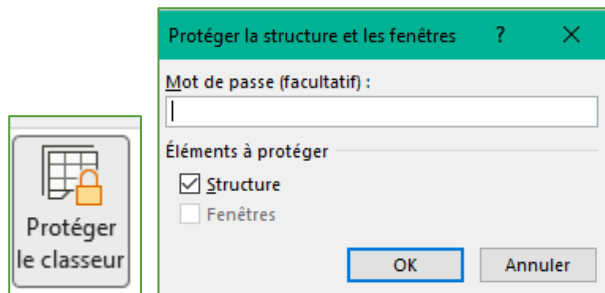 Protéger
le classeur
Protéger la structure et les fenêtres ? ×
Mot de passe (facultatif) :
Éléments à protéger
Structure
Fenêtres
OK Annuler